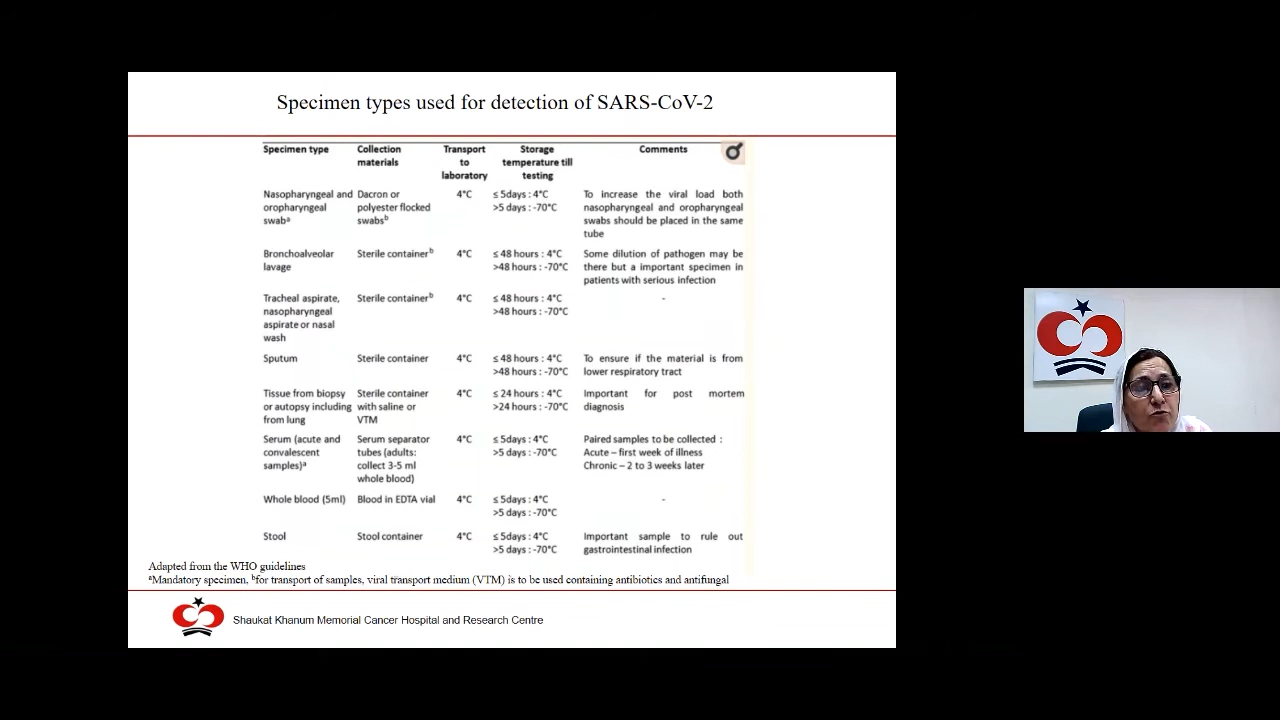 Specimen types used for detection of SARS-CoV-2
Specimen type Collection materials Transport to laboratory Storage temperature till testing Comments
Nasopharyngeal and oropharyngeal swabᵃ Dacron or polyester flocked swabsᵇ 4°C ≤ 5days : 4°C >5 days : -70°C To increase the viral load both nasopharyngeal and oropharyngeal swabs should be placed in the same tube
Bronchoalveolar lavage Sterile containerᵇ 4°C ≤ 48 hours : 4°C >48 hours : -70°C Some dilution of pathogen may be there but a important specimen in patients with serious infection
Tracheal aspirate, nasopharyngeal aspirate or nasal wash Sterile containerᵇ 4°C ≤ 48 hours : 4°C >48 hours : -70°C -
Sputum Sterile container 4°C ≤ 48 hours : 4°C >48 hours : -70°C To ensure if the material is from lower respiratory tract
Tissue from biopsy or autopsy including from lung Sterile container with saline or VTM 4°C ≤ 24 hours : 4°C >24 hours : -70°C Important for post mortem diagnosis
Serum (acute and convalescent samples)ᵃ Serum separator tubes (adults: collect 3-5 ml whole blood) 4°C ≤ 5days : 4°C >5 days : -70°C Paired samples to be collected : Acute – first week of illness Chronic – 2 to 3 weeks later
Whole blood (5ml) Blood in EDTA vial 4°C ≤ 5days : 4°C >5 days : -70°C -
Stool Stool container 4°C ≤ 5days : 4°C >5 days : -70°C Important sample to rule out gastrointestinal infection
Adapted from the WHO guidelines
ᵃMandatory specimen, ᵇfor transport of samples, viral transport medium (VTM) is to be used containing antibiotics and antifungal
Shaukat Khanum Memorial Cancer Hospital and Research Centre